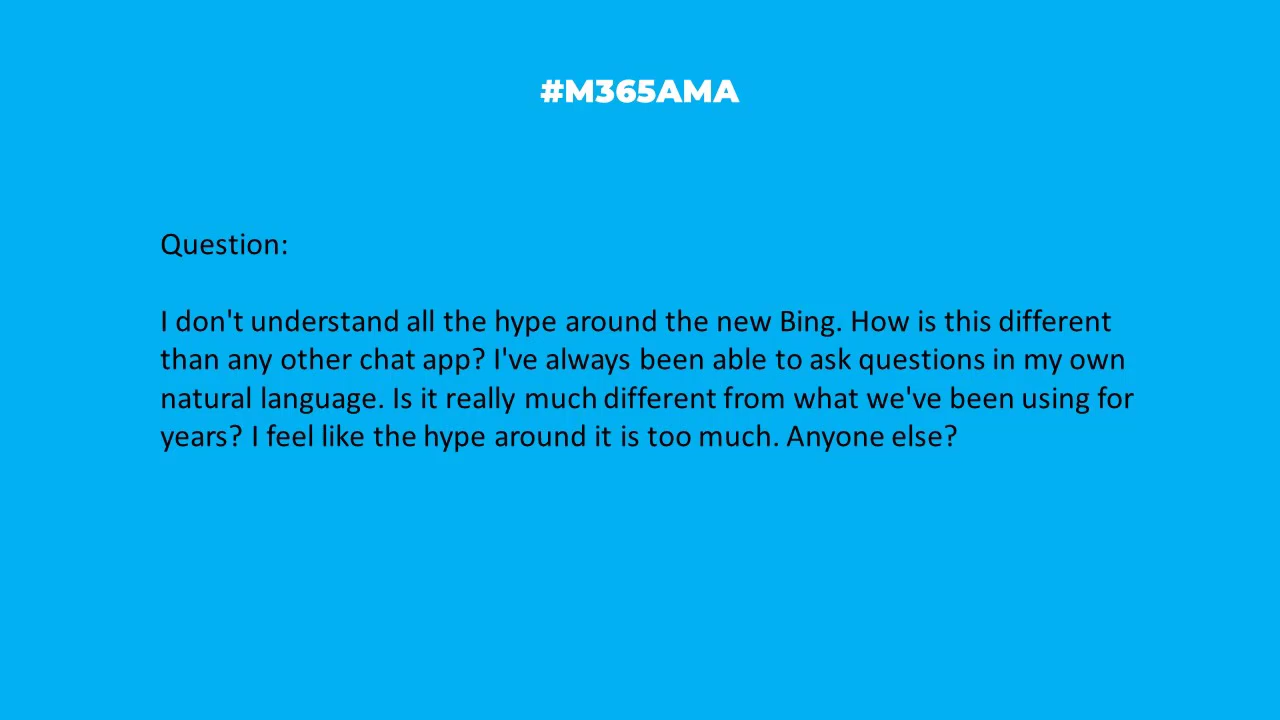 #M365AMA
Question:
I don't understand all the hype around the new Bing. How is this different
than any other chat app? I've always been able to ask questions in my own
natural language. Is it really much different from what we've been using for
years? I feel like the hype around it is too much. Anyone else?